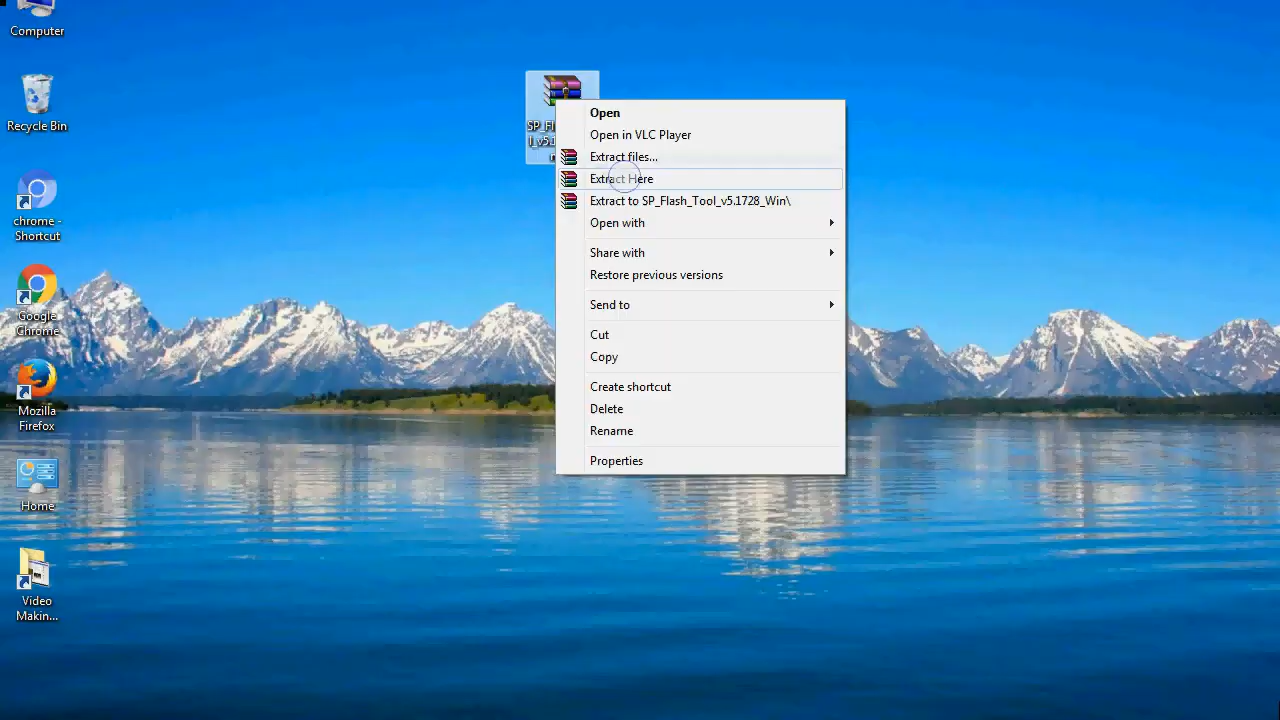 Computer
Recycle Bin
chrome -
Shortcut
Google
Chrome
Mozilla
Firefox
Home
Video
Makin...
SP_Fl
l_v5.1
Open
Open in VLC Player
Extract files...
Extract Here
Extract to SP_Flash_Tool_v5.1728_Win\
Open with
Share with
Restore previous versions
Send to
Cut
Copy
Create shortcut
Delete
Rename
Properties